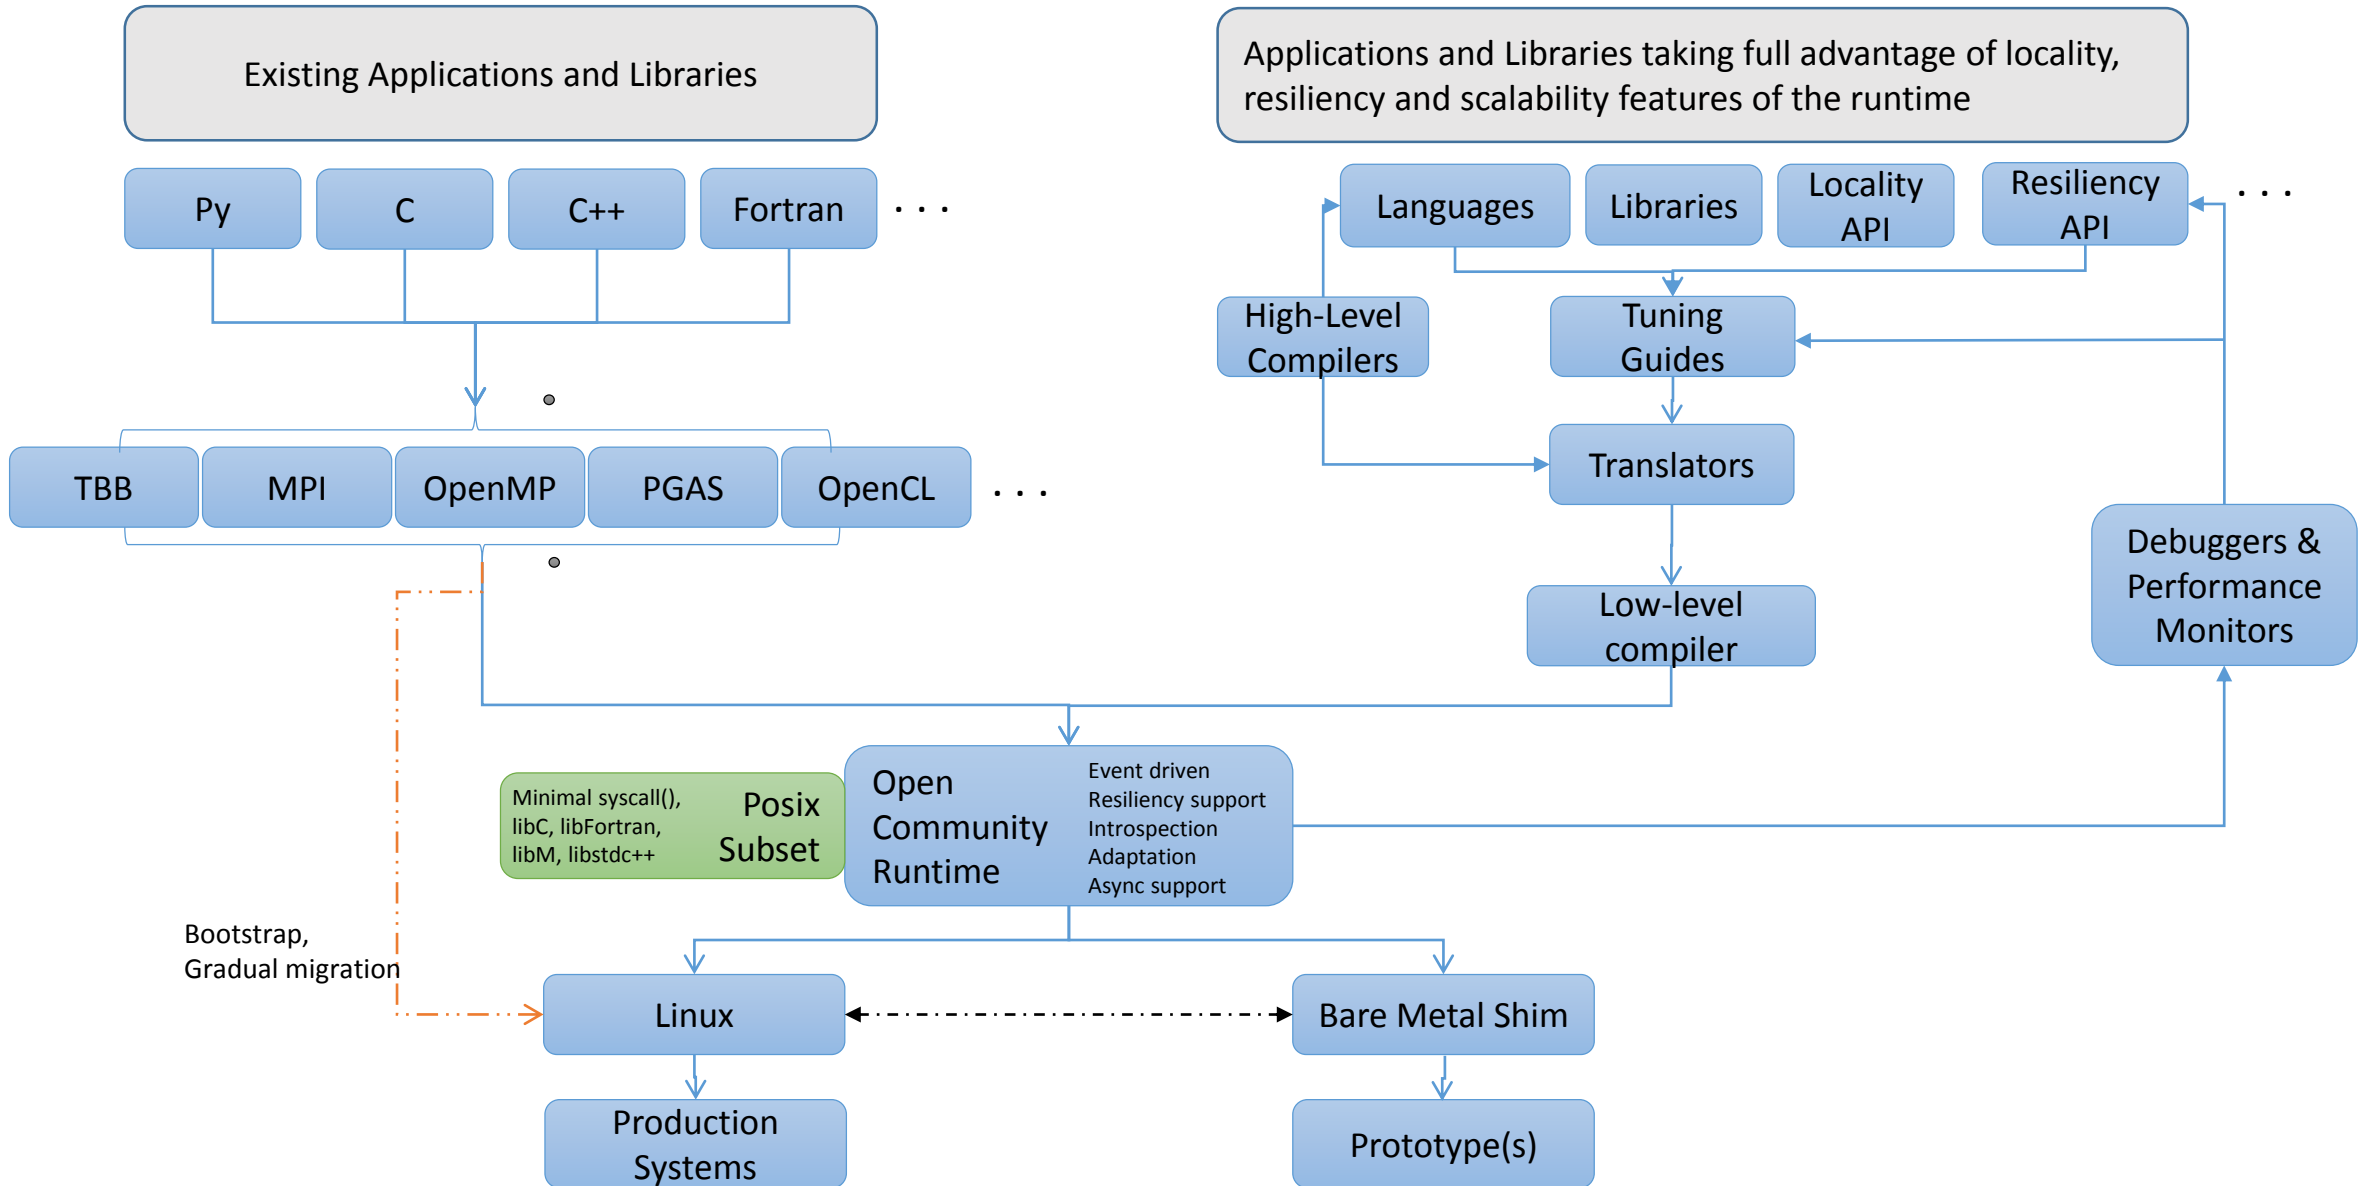 Existing Applications and Libraries
Applications and Libraries taking full advantage of locality,
resiliency and scalability features of the runtime
Py
C
C++
Fortran
. . .
Languages
Libraries
Locality
API
Resiliency
API
. . .
High-Level
Compilers
Tuning
Guides
TBB
MPI
OpenMP
PGAS
OpenCL
. . .
Translators
Debuggers &
Performance
Monitors
Low-level
compiler
Minimal syscall(),
libC, libFortran,
libM, libstdc++
Posix
Subset
Open
Community
Runtime
Event driven
Resiliency support
Introspection
Adaptation
Async support
Bootstrap,
Gradual migration
Linux
Bare Metal Shim
Production
Systems
Prototype(s)